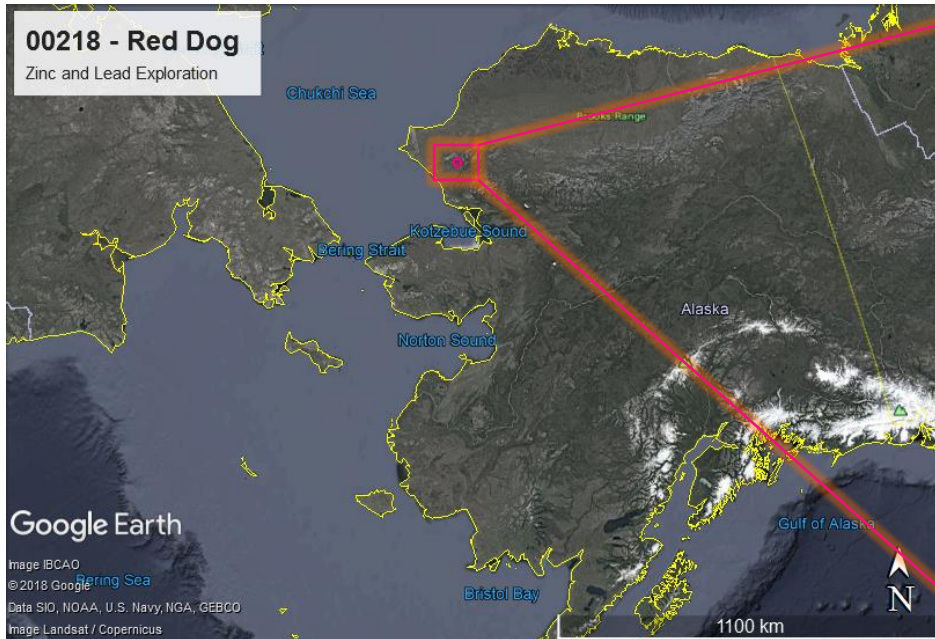 00218 - Red Dog
Zinc and Lead Exploration
Chukchi Sea
Brooks Range
Kotzebue Sound
Bering Strait
Alaska
Norton Sound
Google Earth
Gulf of Alaska
Image IBCAO
© 2018 Google
Bering Sea
Data SIO, NOAA, U.S. Navy, NGA, GEBCO
Image Landsat / Copernicus
Bristol Bay
N
1100 km